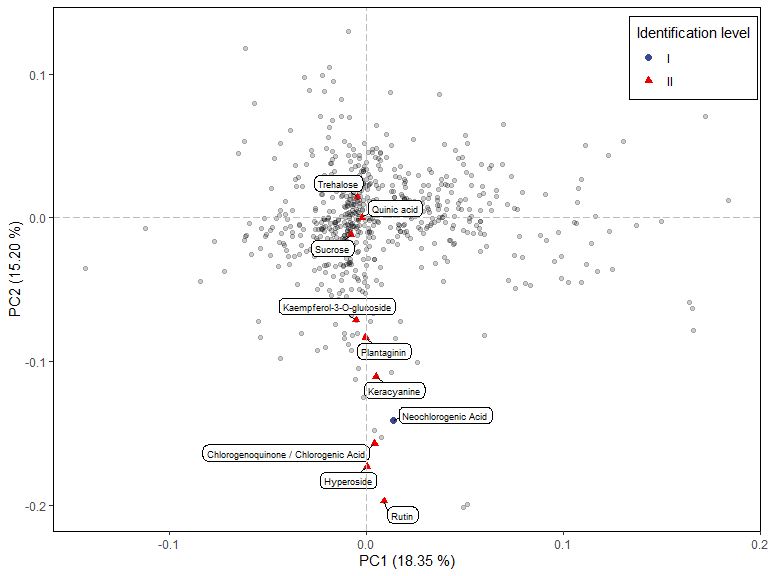 Identification level
I
II
0.1
0.0
-0.1
-0.2
PC2 (15.20 %)
Trehalose
Quinic acid
Sucrose
Kaempferol-3-O-glucoside
Plantaginin
Keracyanine
Neochlorogenic Acid
Chlorogenoquinone / Chlorogenic Acid
Hyperoside
Rutin
-0.1
0.0
0.1
0.2
PC1 (18.35 %)